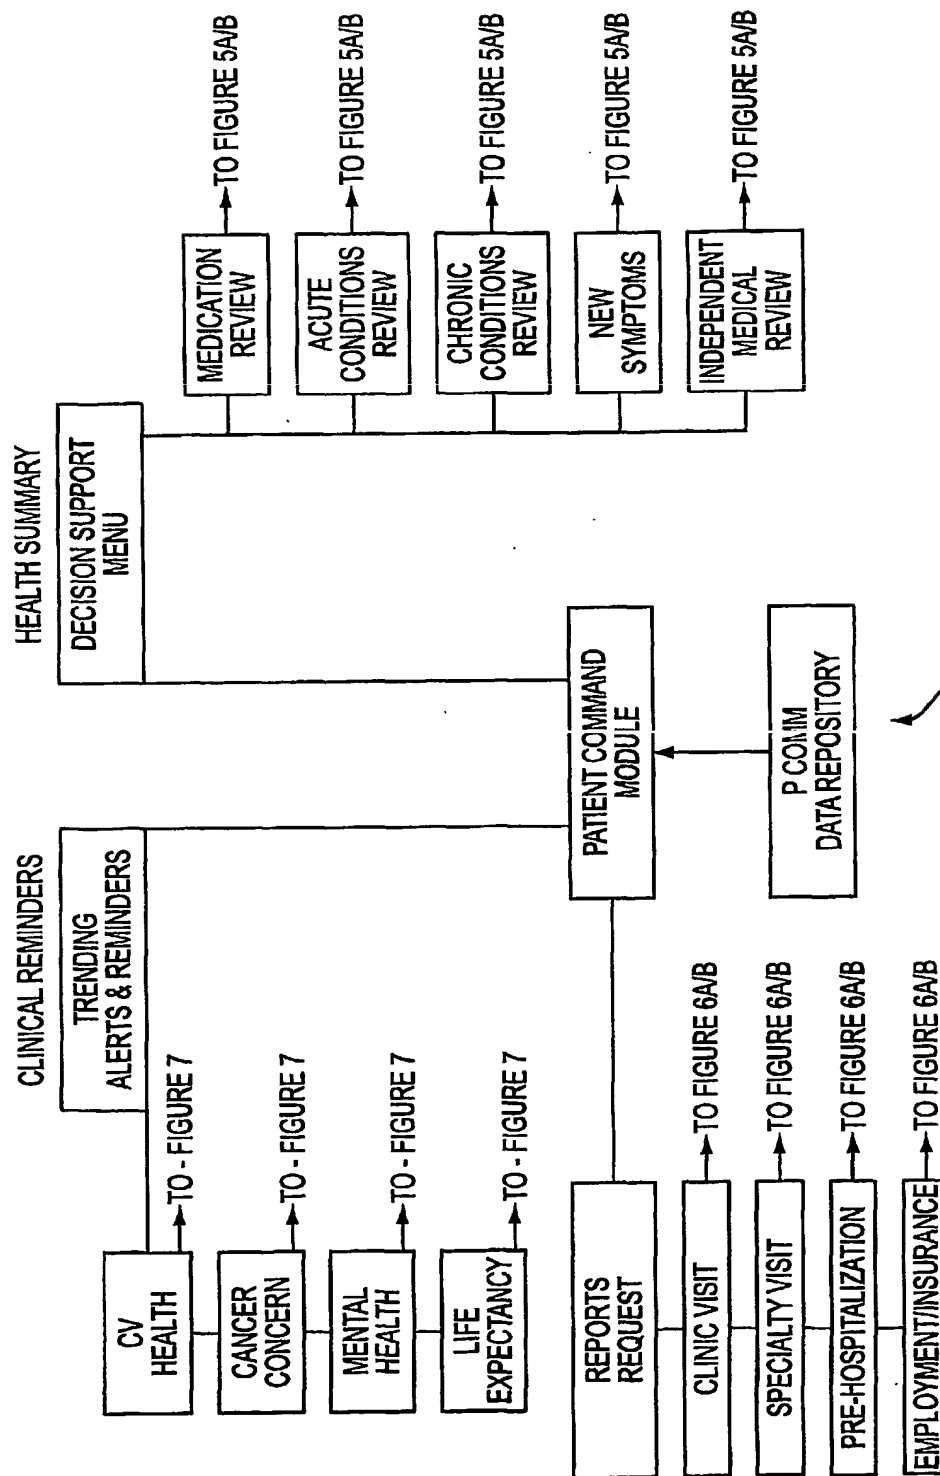 CLINICAL REMINDERS
TRENDING
ALERTS & REMINDERS
CV
HEALTH
TO - FIGURE 7
CANCER
CONCERN
TO - FIGURE 7
MENTAL
HEALTH
TO - FIGURE 7
LIFE
EXPECTANCY
TO - FIGURE 7
HEALTH SUMMARY
DECISION SUPPORT
MENU
MEDICATION
REVIEW
TO FIGURE 5A/B
ACUTE
CONDITIONS
REVIEW
TO FIGURE 5A/B
CHRONIC
CONDITIONS
REVIEW
TO FIGURE 5A/B
NEW
SYMPTOMS
TO FIGURE 5A/B
INDEPENDENT
MEDICAL
REVIEW
TO FIGURE 5A/B
PATIENT COMMAND
MODULE
P COMM
DATA REPOSITORY
REPORTS
REQUEST
CLINIC VISIT
TO FIGURE 6A/B
SPECIALTY VISIT
TO FIGURE 6A/B
PRE-HOSPITALIZATION
TO FIGURE 6A/B
EMPLOYMENT/INSURANCE
TO FIGURE 6A/B